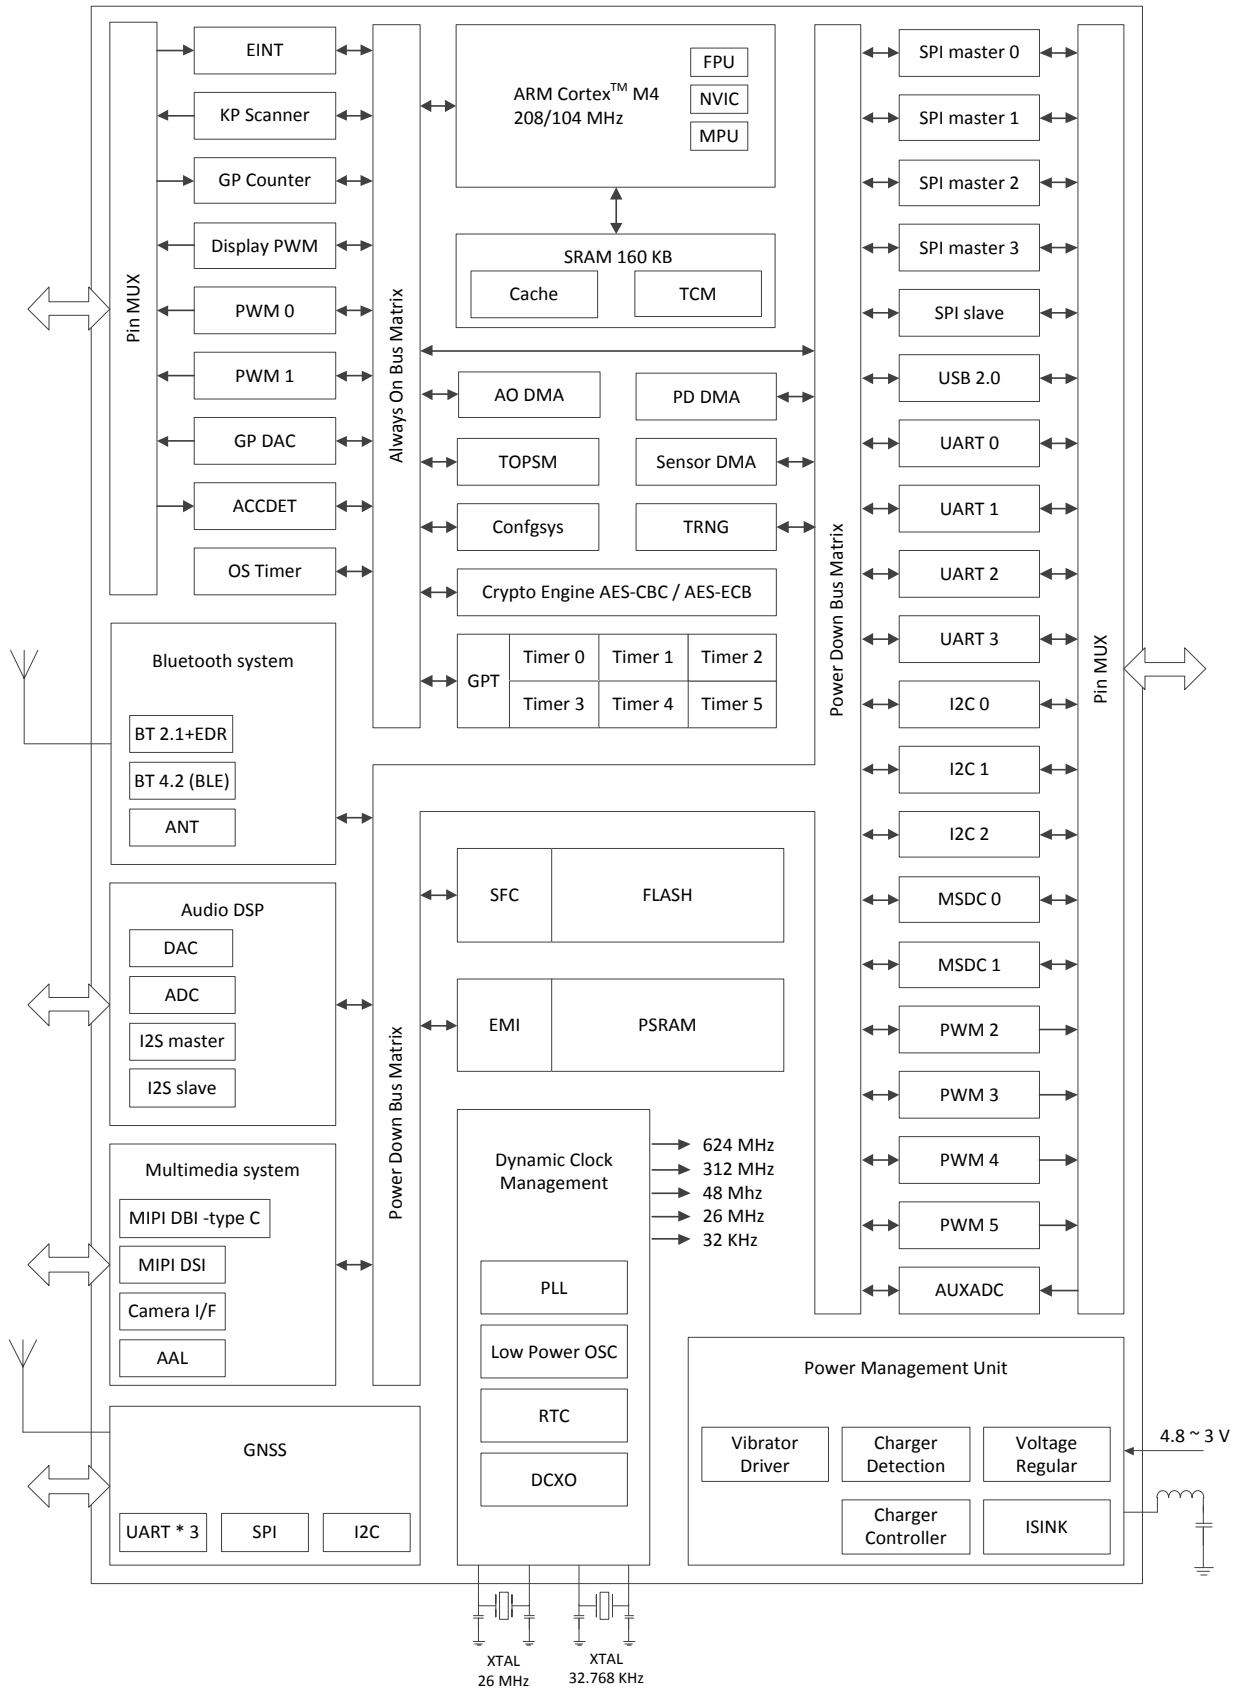 Pin MUX
EINT
KP Scanner
GP Counter
Display PWM
PWM 0
PWM 1
GP DAC
ACCDET
OS Timer
Always On Bus Matrix
ARM Cortex™ M4
208/104 MHz
FPU
NVIC
MPU
SRAM 160 KB
Cache
TCM
AO DMA
PD DMA
TOPSM
Sensor DMA
Confgsys
TRNG
Crypto Engine AES-CBC / AES-ECB
GPT
Timer 0
Timer 1
Timer 2
Timer 3
Timer 4
Timer 5
Power Down Bus Matrix
SPI master 0
SPI master 1
SPI master 2
SPI master 3
SPI slave
USB 2.0
UART 0
UART 1
UART 2
UART 3
I2C 0
I2C 1
I2C 2
MSDC 0
MSDC 1
PWM 2
PWM 3
PWM 4
PWM 5
AUXADC
Pin MUX
Bluetooth system
BT 2.1+EDR
BT 4.2 (BLE)
ANT
Audio DSP
DAC
ADC
I2S master
I2S slave
Multimedia system
MIPI DBI -type C
MIPI DSI
Camera I/F
AAL
Power Down Bus Matrix
SFC
FLASH
EMI
PSRAM
Dynamic Clock
Management
624 MHz
312 MHz
48 Mhz
26 MHz
32 KHz
PLL
Low Power OSC
RTC
DCXO
GNSS
UART * 3
SPI
I2C
Power Management Unit
Vibrator
Driver
Charger
Detection
Voltage
Regular
Charger
Controller
ISINK
4.8 ~ 3 V
XTAL
26 MHz
XTAL
32.768 KHz